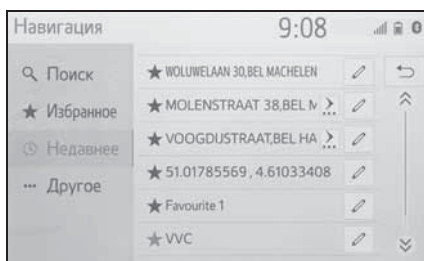 Навигация 9:08
Поиск
Избранное
Недавнее
Другое
WOLUWELAAN 30,BEL MACHELEN
MOLENSTRAAT 38,BEL M
VOOGDIJSTRAAT,BEL HA
51.01785569 , 4.61033408
Favourite 1
VVC